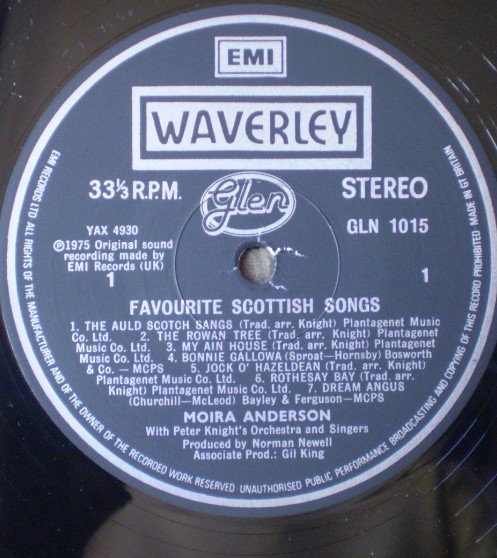 EMI
WAVERLEY
33⅓ R.P.M.
Glen
STEREO
YAX 4930
GLN 1015
℗1975 Original sound
recording made by
EMI Records (UK)
1
1
FAVOURITE SCOTTISH SONGS
1. THE AULD SCOTCH SANGS (Trad. arr. Knight) Plantagenet
Music Co. Ltd. 2. THE ROWAN TREE (Trad. arr. Knight) Plantagenet
Music Co. Ltd. 3. MY AIN HOUSE (Trad. arr. Knight) Plantagenet
Music Co. Ltd. 4. BONNIE GALLOWA (Sproat—Hornsby) Bosworth
& Co. — MCPS 5. JOCK O' HAZELDEAN (Trad. arr. Knight)
Plantagenet Music Co. Ltd. 6. ROTHESAY BAY (Trad. arr.
Knight) Plantagenet Music Co. Ltd. 7. DREAM ANGUS
(Churchill—McLeod) Bayley & Ferguson—MCPS
MOIRA ANDERSON
With Peter Knight's Orchestra and Singers
Produced by Norman Newell
Associate Prod.: Gil King
EMI RECORDS LTD ALL RIGHTS OF THE MANUFACTURER AND OF THE OWNER OF THE RECORDED WORK RESERVED UNAUTHORISED PUBLIC PERFORMANCE BROADCASTING AND COPYING OF THIS RECORD PROHIBITED MADE IN GT BRITAIN